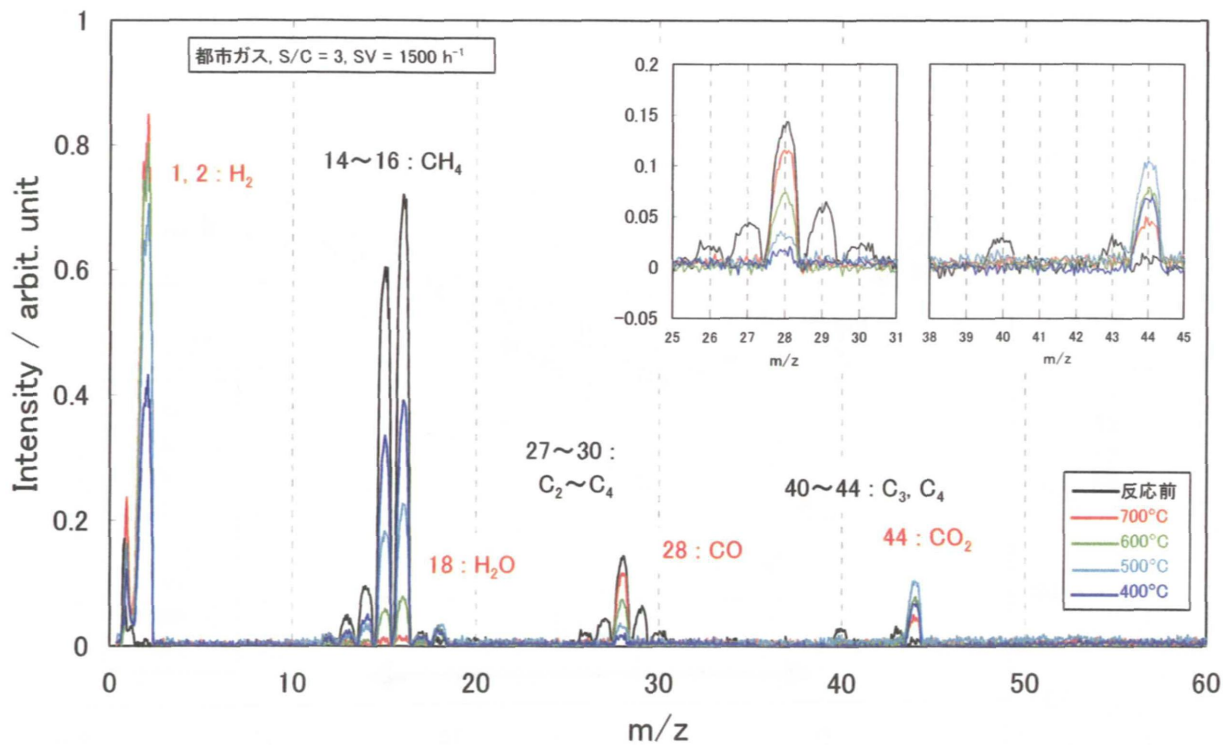 都市ガス, S/C = 3, SV = 1500 h⁻¹
1
0.8
0.6
0.4
0.2
0
Intensity / arbit. unit
1, 2 : H₂
14～16 : CH₄
18 : H₂O
27～30 :
C₂～C₄
28 : CO
40～44 : C₃, C₄
44 : CO₂
0.2
0.15
0.1
0.05
0
−0.05
25 26 27 28 29 30 31
m/z
38 39 40 41 42 43 44 45
m/z
反応前
700°C
600°C
500°C
400°C
0 10 20 30 40 50 60
m/z